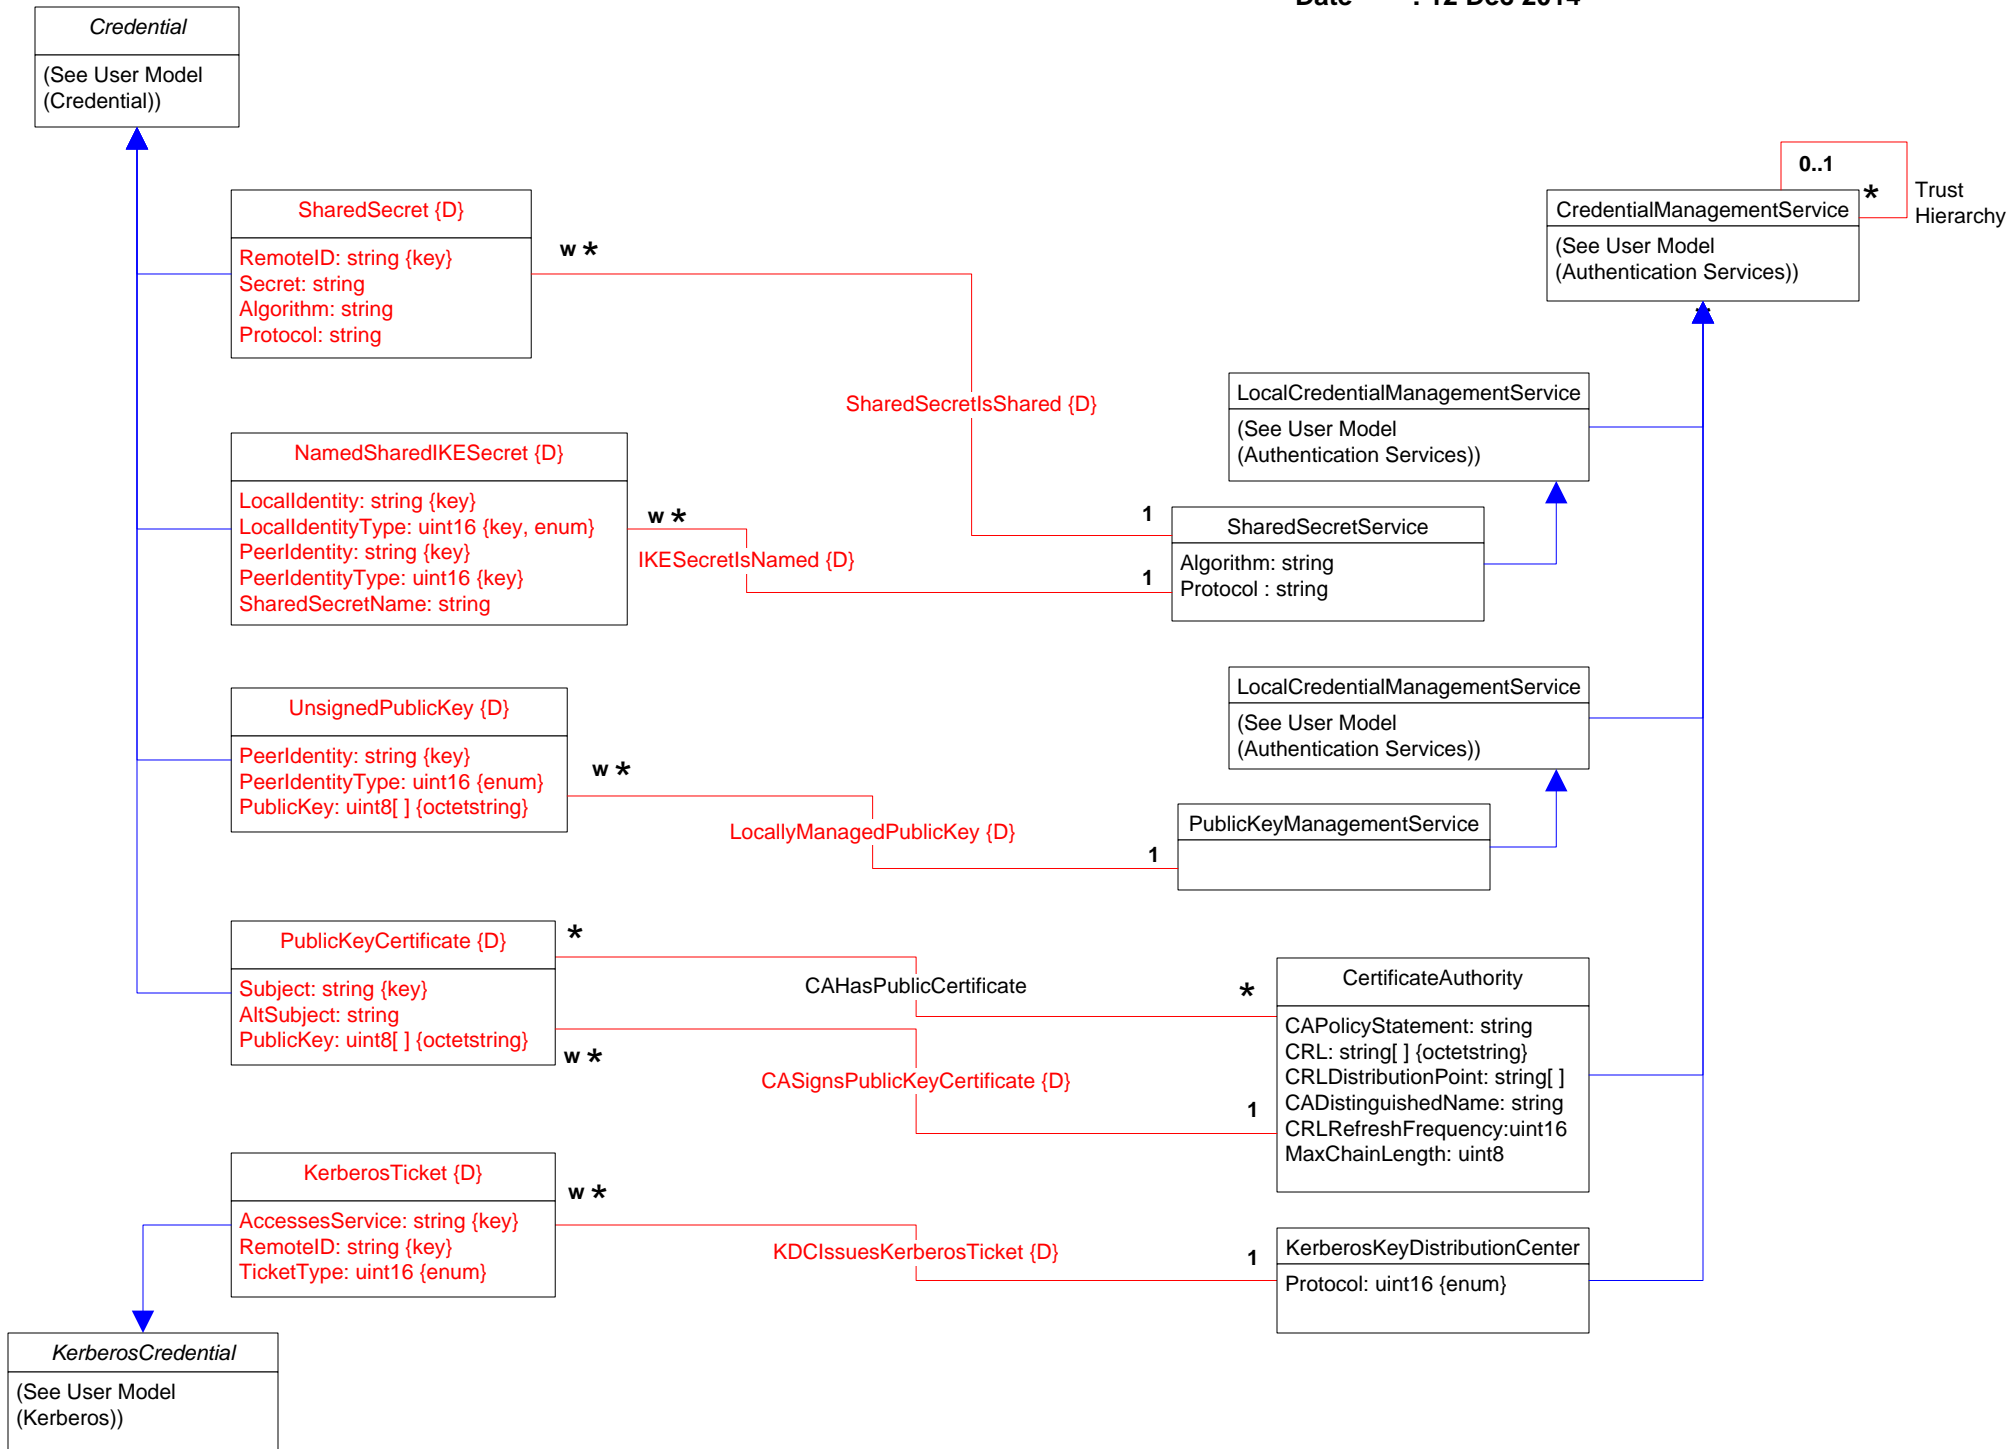 Date : 12 Dec 2014
Credential
(See User Model
(Credential))
0..1
*
Trust
Hierarchy
CredentialManagementService
(See User Model
(Authentication Services))
*
SharedSecret {D}
RemoteID: string {key}
Secret: string
Algorithm: string
Protocol: string
w *
SharedSecretIsShared {D}
1
LocalCredentialManagementService
(See User Model
(Authentication Services))
NamedSharedIKESecret {D}
LocalIdentity: string {key}
LocalIdentityType: uint16 {key, enum}
PeerIdentity: string {key}
PeerIdentityType: uint16 {key}
SharedSecretName: string
w *
IKESecretIsNamed {D}
1
SharedSecretService
Algorithm: string
Protocol : string
UnsignedPublicKey {D}
PeerIdentity: string {key}
PeerIdentityType: uint16 {enum}
PublicKey: uint8[ ] {octetstring}
w *
LocallyManagedPublicKey {D}
1
LocalCredentialManagementService
(See User Model
(Authentication Services))
PublicKeyManagementService
PublicKeyCertificate {D}
Subject: string {key}
AltSubject: string
PublicKey: uint8[ ] {octetstring}
*
CAHasPublicCertificate
*
w *
CASignsPublicKeyCertificate {D}
1
CertificateAuthority
CAPolicyStatement: string
CRL: string[ ] {octetstring}
CRLDistributionPoint: string[ ]
CADistinguishedName: string
CRLRefreshFrequency:uint16
MaxChainLength: uint8
KerberosTicket {D}
AccessesService: string {key}
RemoteID: string {key}
TicketType: uint16 {enum}
w *
KDCIssuesKerberosTicket {D}
1
KerberosKeyDistributionCenter
Protocol: uint16 {enum}
KerberosCredential
(See User Model
(Kerberos))